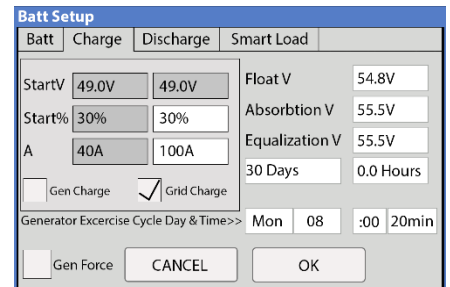 Batt Setup
Batt Charge Discharge Smart Load
StartV 49.0V 49.0V
Start% 30% 30%
A 40A 100A
Gen Charge Grid Charge
Float V 54.8V
Absorbtion V 55.5V
Equalization V 55.5V
30 Days 0.0 Hours
Generator Excercise Cycle Day & Time>> Mon 08 :00 20min
Gen Force CANCEL OK